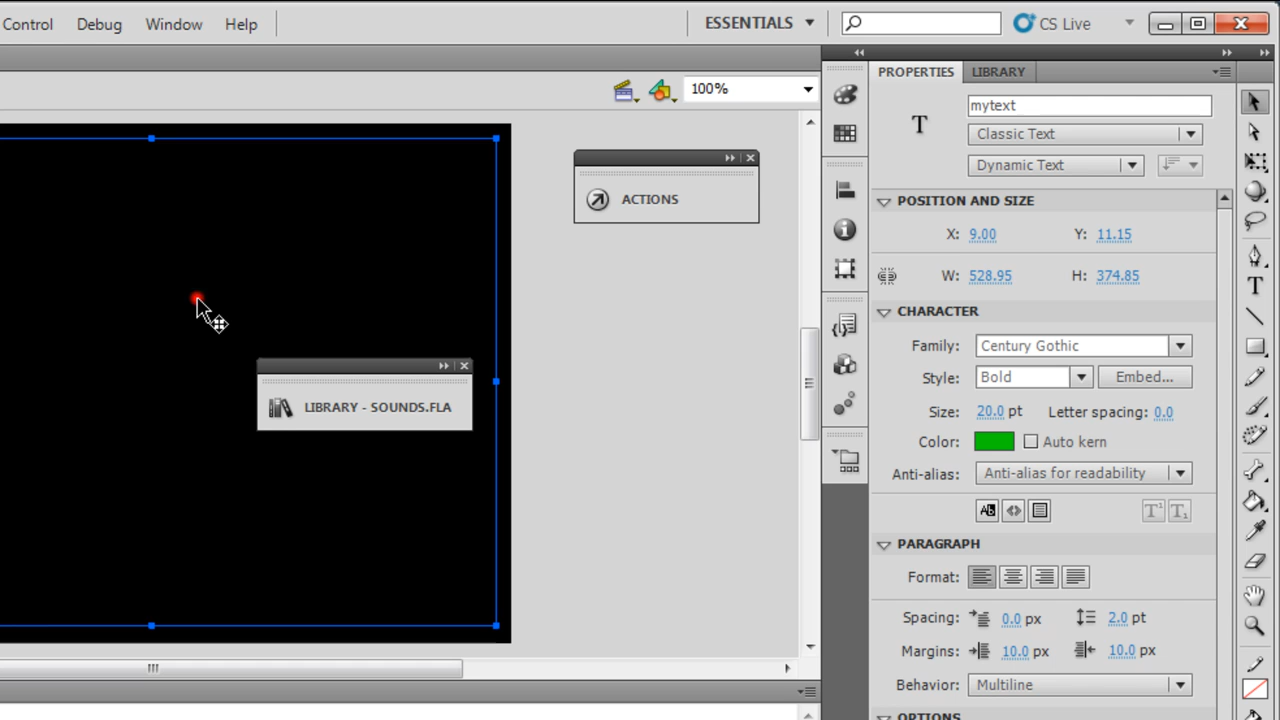 Control Debug Window Help ESSENTIALS CS Live
PROPERTIES LIBRARY
100%
mytext
Classic Text
Dynamic Text
ACTIONS
POSITION AND SIZE
X: 9.00 Y: 11.15
W: 528.95 H: 374.85
CHARACTER
Family: Century Gothic
Style: Bold Embed...
LIBRARY - SOUNDS.FLA
Size: 20.0 pt Letter spacing: 0.0
Color: Auto kern
Anti-alias: Anti-alias for readability
PARAGRAPH
Format:
Spacing: 0.0 px 2.0 pt
Margins: 10.0 px 10.0 px
Behavior: Multiline
OPTIONS